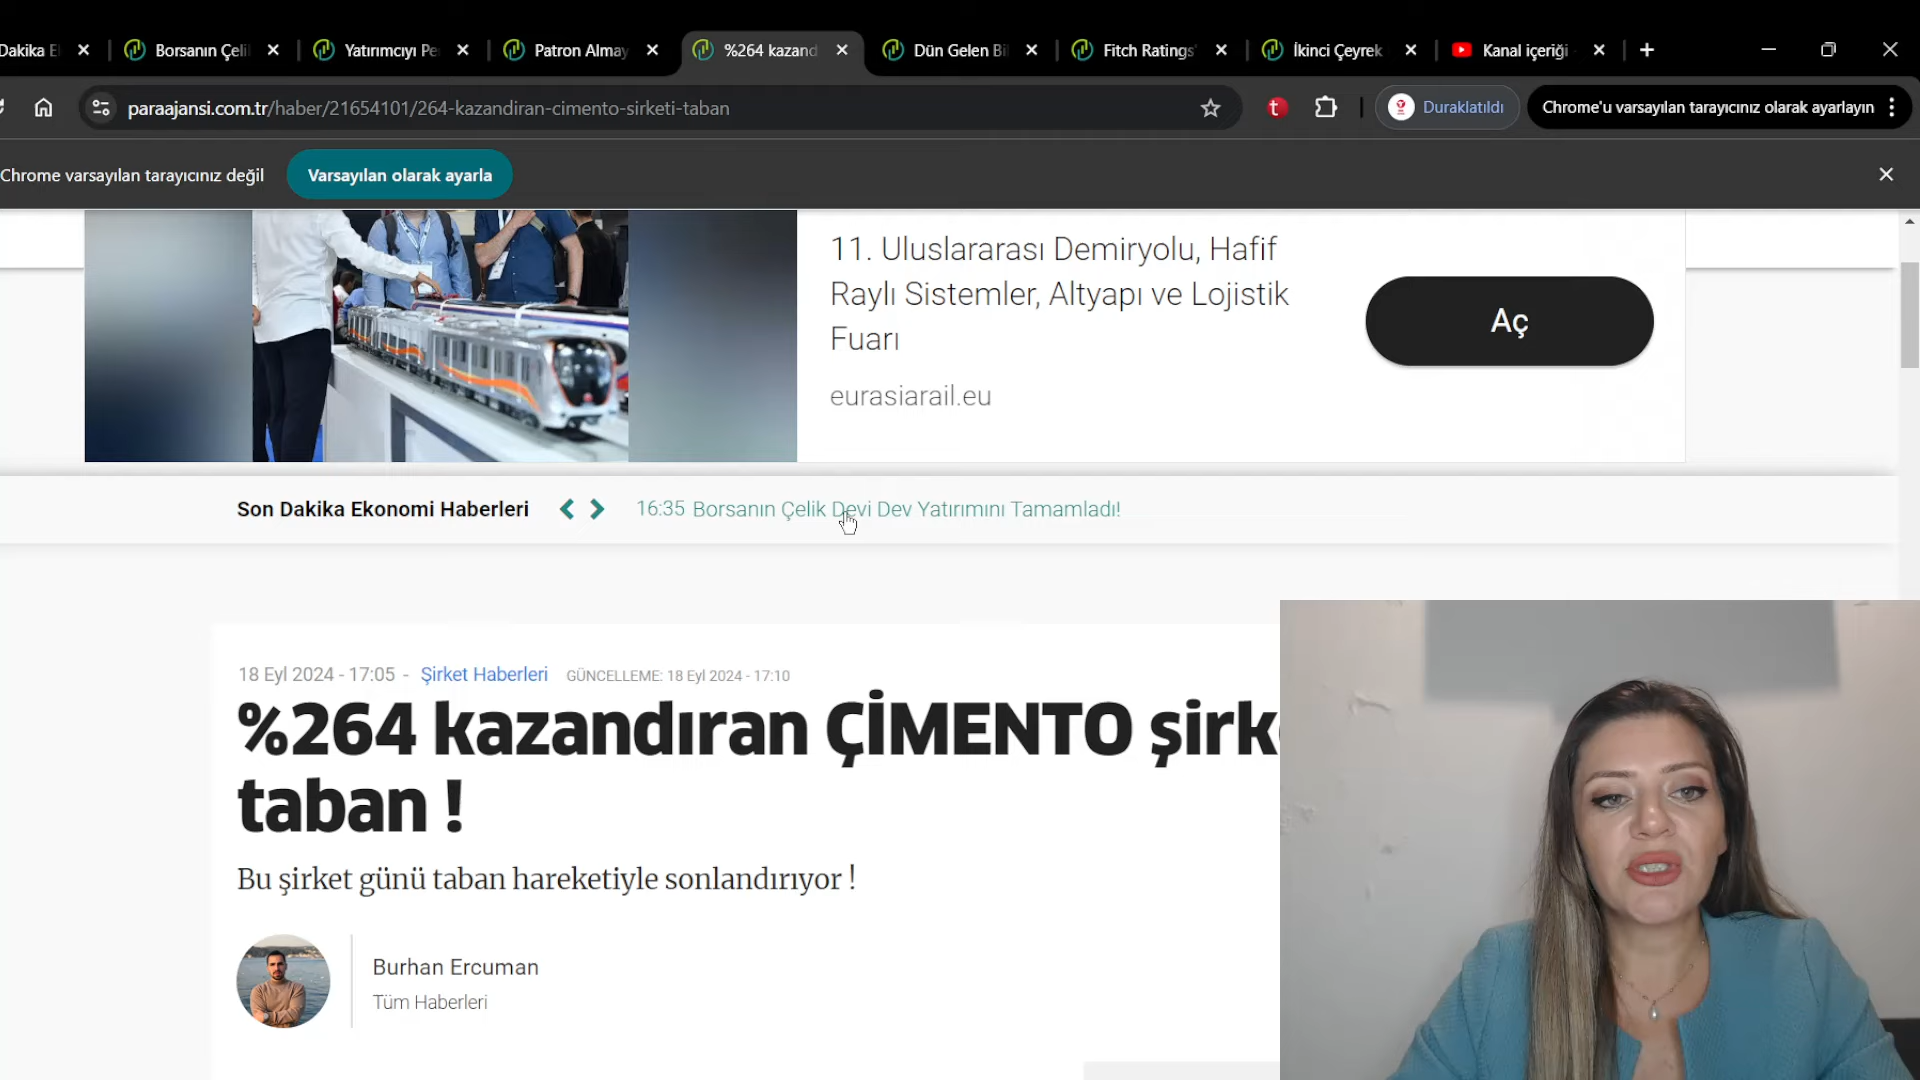 Dakika E
Borsanın Çeli
Yatırımcıyı Pe
Patron Almay
%264 kazand
Dün Gelen Bi
Fitch Ratings'
İkinci Çeyrek
Kanal içeriği
paraajansi.com.tr/haber/21654101/264-kazandiran-cimento-sirketi-taban
Duraklatıldı
Chrome'u varsayılan tarayıcınız olarak ayarlayın
Chrome varsayılan tarayıcınız değil
Varsayılan olarak ayarla
11. Uluslararası Demiryolu, Hafif
Raylı Sistemler, Altyapı ve Lojistik
Fuarı
eurasiarail.eu
Aç
Son Dakika Ekonomi Haberleri
16:35 Borsanın Çelik Devi Dev Yatırımını Tamamladı!
18 Eyl 2024 - 17:05 - Şirket Haberleri GÜNCELLEME: 18 Eyl 2024 - 17:10
%264 kazandıran ÇİMENTO şirk
taban !
Bu şirket günü taban hareketiyle sonlandırıyor !
Burhan Ercuman
Tüm Haberleri